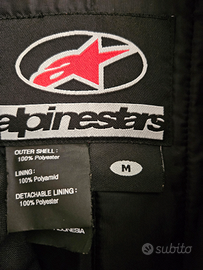 alpinestars
OUTER SHELL:
100% Polyester
LINING:
100% Polyamid
DETACHABLE LINING:
100% Polyester
M
subito